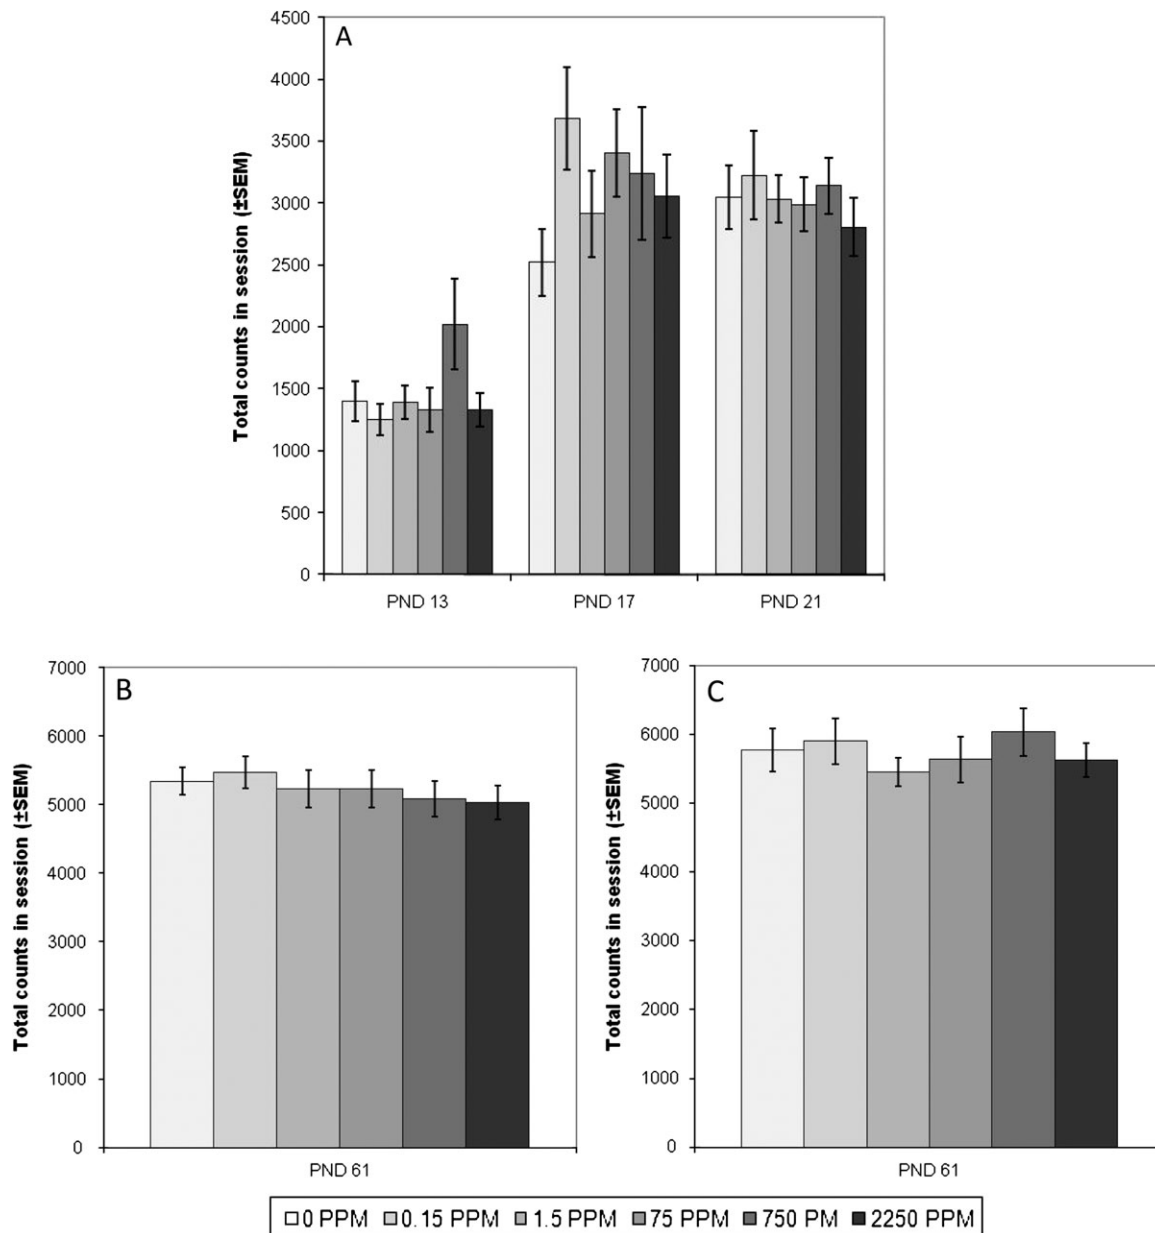 A
Total counts in session (±SEM)
4500
4000
3500
3000
2500
2000
1500
1000
500
0
PND 13 PND 17 PND 21
B
Total counts in session (±SEM)
7000
6000
5000
4000
3000
2000
1000
0
PND 61
C
Total counts in session (±SEM)
7000
6000
5000
4000
3000
2000
1000
0
PND 61
0 PPM 0.15 PPM 1.5 PPM 75 PPM 750 PM 2250 PPM